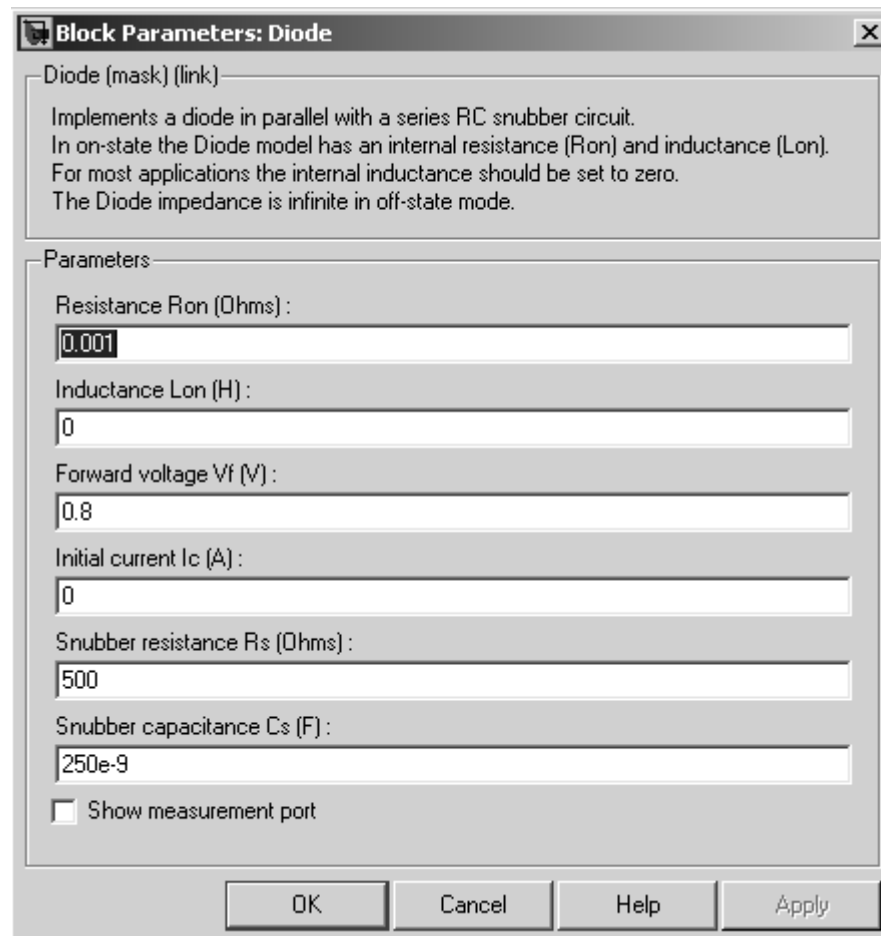 Block Parameters: Diode
Diode (mask) (link)
Implements a diode in parallel with a series RC snubber circuit.
In on-state the Diode model has an internal resistance (Ron) and inductance (Lon).
For most applications the internal inductance should be set to zero.
The Diode impedance is infinite in off-state mode.
Parameters
Resistance Ron (Ohms) :
0.001
Inductance Lon (H) :
0
Forward voltage Vf (V) :
0.8
Initial current Ic (A) :
0
Snubber resistance Rs (Ohms) :
500
Snubber capacitance Cs (F) :
250e-9
Show measurement port
OK Cancel Help Apply